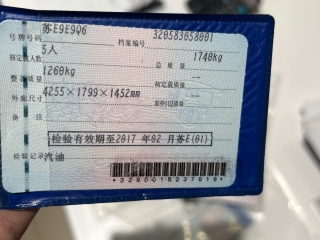 号牌号码 苏E9E9Q6 档案编号 320583058001
核定载人数 5人 总质量 1740kg
整备质量 1260kg 核定载质量 --
外廓尺寸 4255×1799×1452mm 准牵引总质量 --
备 注
检验有效期至2017 年02 月苏E(01)
检验记录 汽油
*3290015237616*